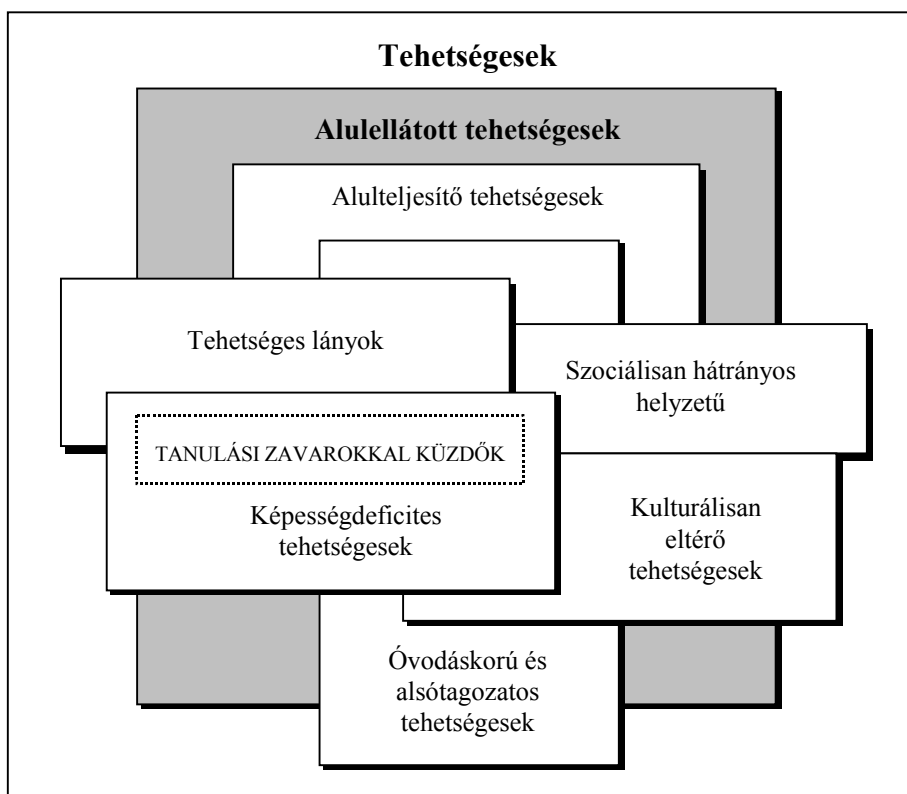 Tehetségesek
Alulellátott tehetségesek
Alulteljesítő tehetségesek
Tehetséges lányok
Szociálisan hátrányos
helyzetű
TANULÁSI ZAVAROKKAL KÜZDŐK
Képességdeficites
tehetségesek
Kulturálisan
eltérő
tehetségesek
Óvodáskorú és
alsótagozatos
tehetségesek